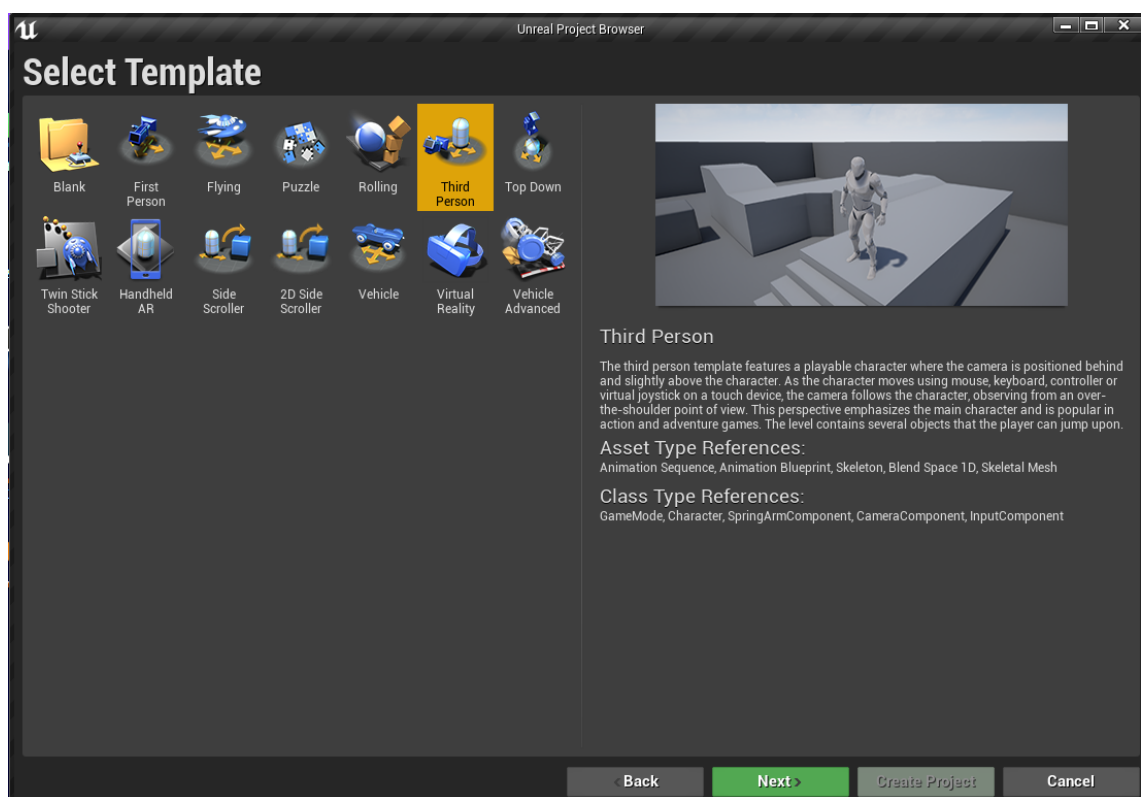 Unreal Project Browser
Select Template
Blank
First
Person
Flying
Puzzle
Rolling
Third
Person
Top Down
Twin Stick
Shooter
Handheld
AR
Side
Scroller
2D Side
Scroller
Vehicle
Virtual
Reality
Vehicle
Advanced
Third Person
The third person template features a playable character where the camera is positioned behind
and slightly above the character. As the character moves using mouse, keyboard, controller or
virtual joystick on a touch device, the camera follows the character, observing from an over-
the-shoulder point of view. This perspective emphasizes the main character and is popular in
action and adventure games. The level contains several objects that the player can jump upon.
Asset Type References:
Animation Sequence, Animation Blueprint, Skeleton, Blend Space 1D, Skeletal Mesh
Class Type References:
GameMode, Character, SpringArmComponent, CameraComponent, InputComponent
< Back
Next >
Create Project
Cancel